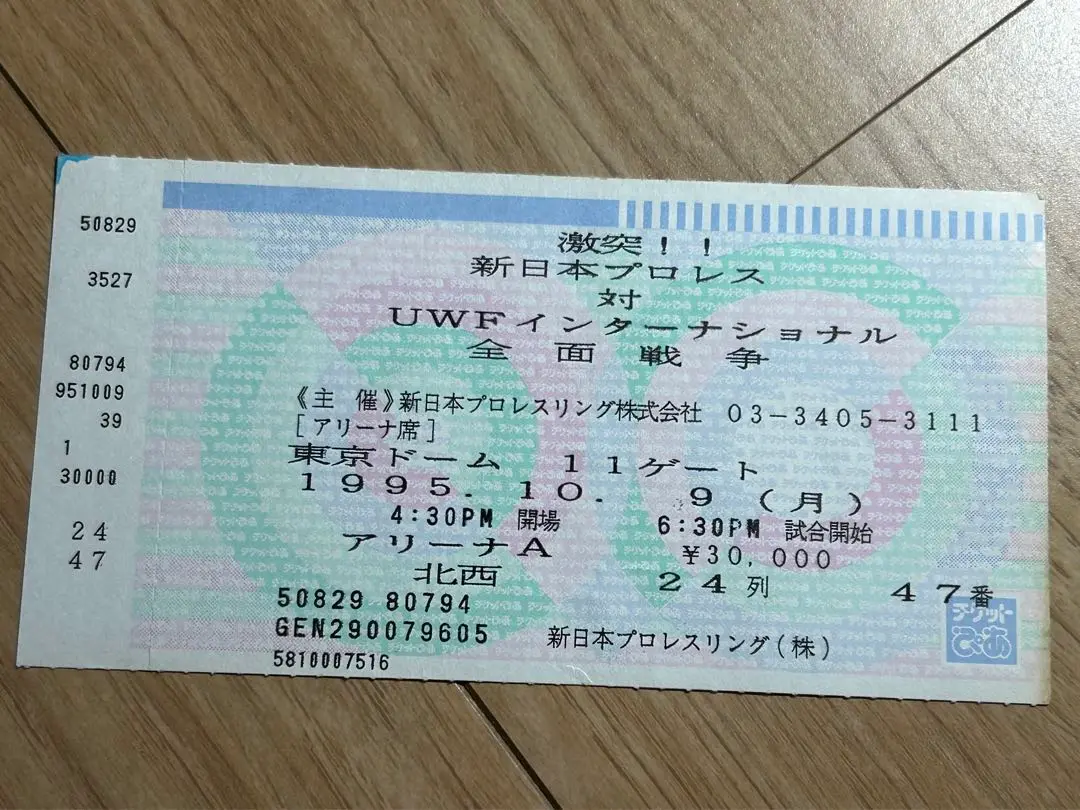 50829
3527
80794
951009
39
1
30000
24
47
激突!!
新日本プロレス
対
UWFインターナショナル
全面戦争
《主 催》新日本プロレスリング株式会社 03-3405-3111
[アリーナ席]
東京ドーム 11ゲート
1995. 10. 9 (月)
4:30PM 開場 6:30PM 試合開始
アリーナA ¥30,000
北西 24列 47番
50829 80794
GEN290079605 新日本プロレスリング(株)
5810007516
チケット
ぴあ